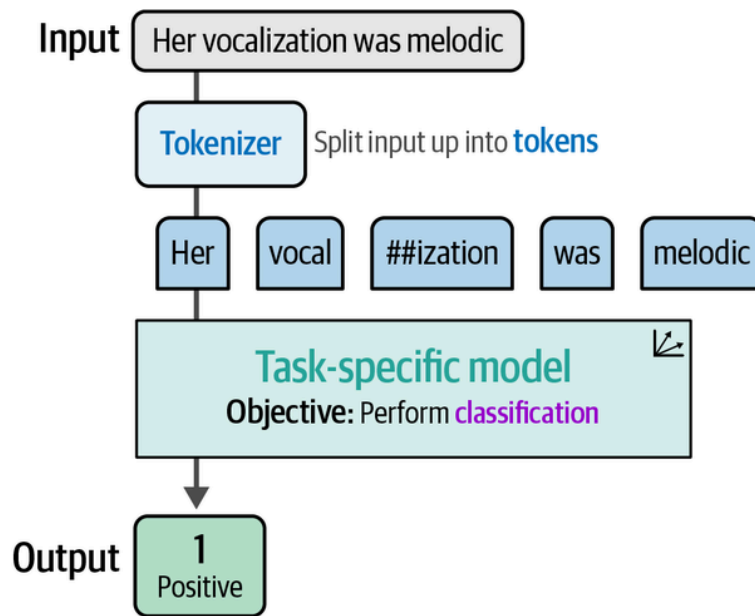 Input
Her vocalization was melodic
Tokenizer
Split input up into tokens
Her
vocal
##ization
was
melodic
Task-specific model
Objective: Perform classification
Output
1
Positive